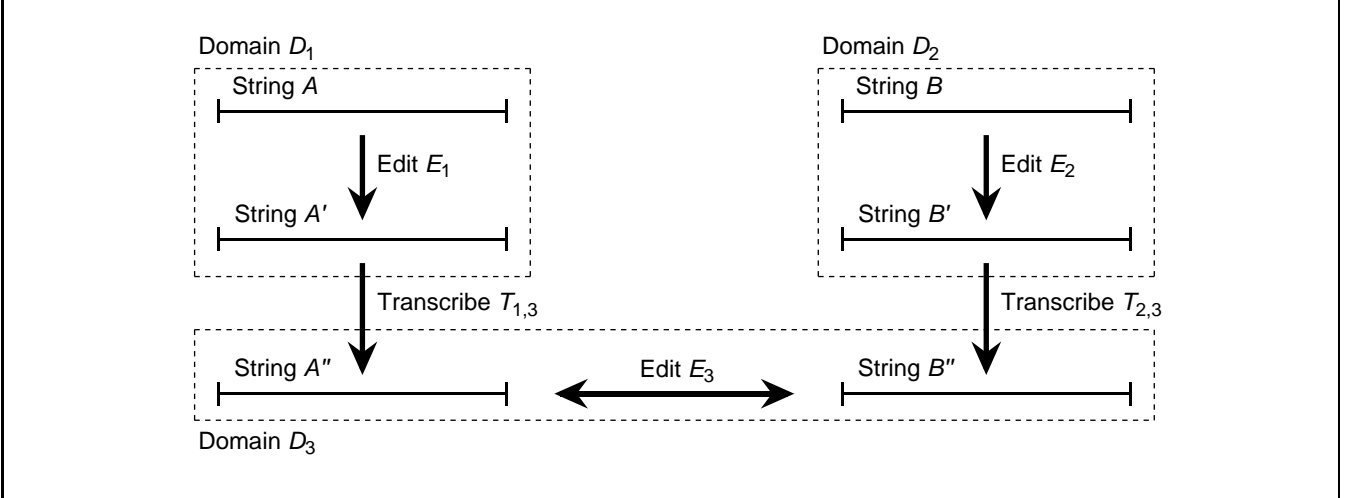 Domain D1 Domain D2
String A String B
Edit E1 Edit E2
String A′ String B′
Transcribe T1,3 Transcribe T2,3
String A″ Edit E3 String B″
Domain D3